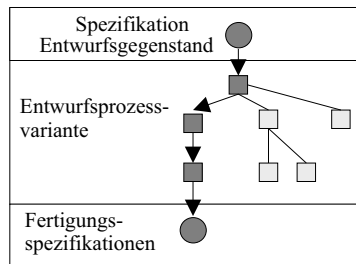 Spezifikation
Entwurfsgegenstand
Entwurfsprozess-
variante
Fertigungs-
spezifikationen